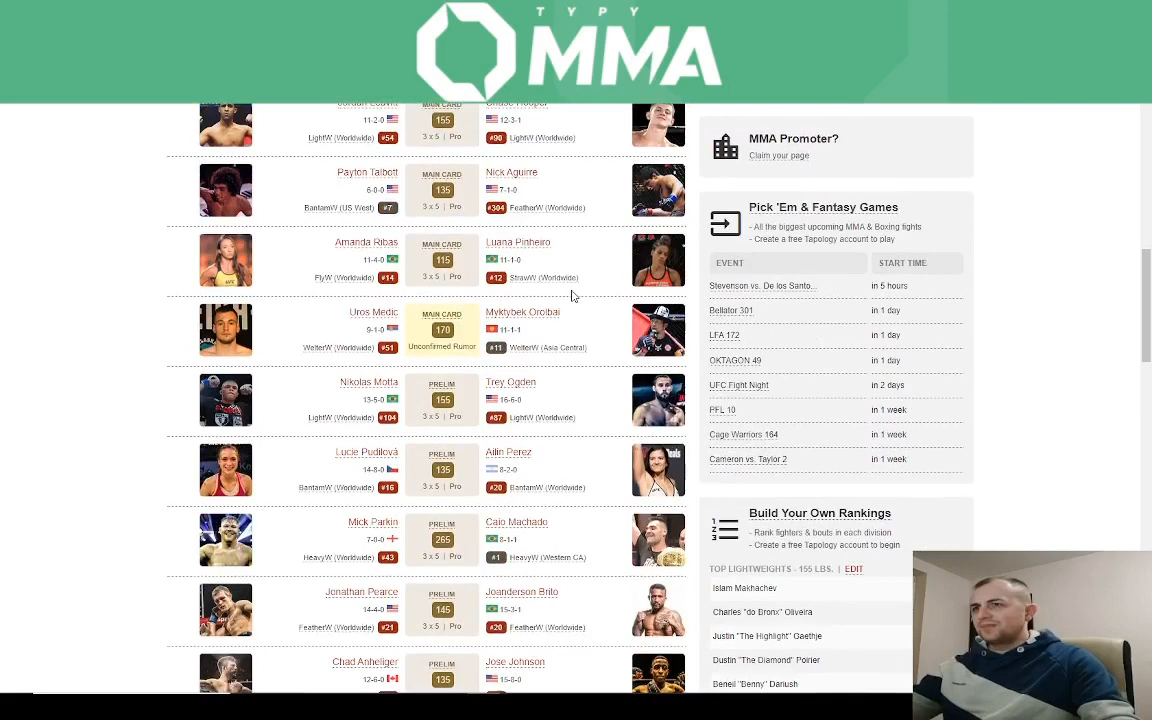 TYPY
MMA
Jordan Leavitt MAIN CARD Chase Hooper
11-2-0 155 12-3-1
LightW (Worldwide) #54 3 x 5 | Pro #90 LightW (Worldwide)
Payton Talbott MAIN CARD Nick Aguirre
6-0-0 135 7-1-0
BantamW (US West) #7 3 x 5 | Pro #304 FeatherW (Worldwide)
Amanda Ribas MAIN CARD Luana Pinheiro
11-4-0 115 11-1-0
FlyW (Worldwide) #14 3 x 5 | Pro #12 StrawW (Worldwide)
Uros Medic MAIN CARD Myktybek Orolbai
9-1-0 170 11-1-1
WelterW (Worldwide) #51 Unconfirmed Rumor #11 WelterW (Asia Central)
Nikolas Motta PRELIM Trey Ogden
13-5-0 155 16-6-0
LightW (Worldwide) #104 3 x 5 | Pro #87 LightW (Worldwide)
Lucie Pudilová PRELIM Ailin Perez
14-8-0 135 8-2-0
BantamW (Worldwide) #16 3 x 5 | Pro #20 BantamW (Worldwide)
Mick Parkin PRELIM Caio Machado
7-0-0 265 8-1-1
HeavyW (Worldwide) #43 3 x 5 | Pro #1 HeavyW (Western CA)
Jonathan Pearce PRELIM Joanderson Brito
14-4-0 145 15-3-1
FeatherW (Worldwide) #21 3 x 5 | Pro #20 FeatherW (Worldwide)
Chad Anheliger PRELIM Jose Johnson
12-6-0 135 15-8-0
MMA Promoter?
Claim your page
Pick 'Em & Fantasy Games
- All the biggest upcoming MMA & Boxing fights
- Create a free Tapology account to play
EVENT START TIME
Stevenson vs. De los Santo... in 5 hours
Bellator 301 in 1 day
LFA 172 in 1 day
OKTAGON 49 in 1 day
UFC Fight Night in 2 days
PFL 10 in 1 week
Cage Warriors 164 in 1 week
Cameron vs. Taylor 2 in 1 week
1
2
3
Build Your Own Rankings
- Rank fighters & bouts in each division
- Create a free Tapology account to begin
TOP LIGHTWEIGHTS - 155 LBS. | EDIT
Islam Makhachev
Charles "do Bronx" Oliveira
Justin "The Highlight" Gaethje
Dustin "The Diamond" Poirier
Beneil "Benny" Dariush